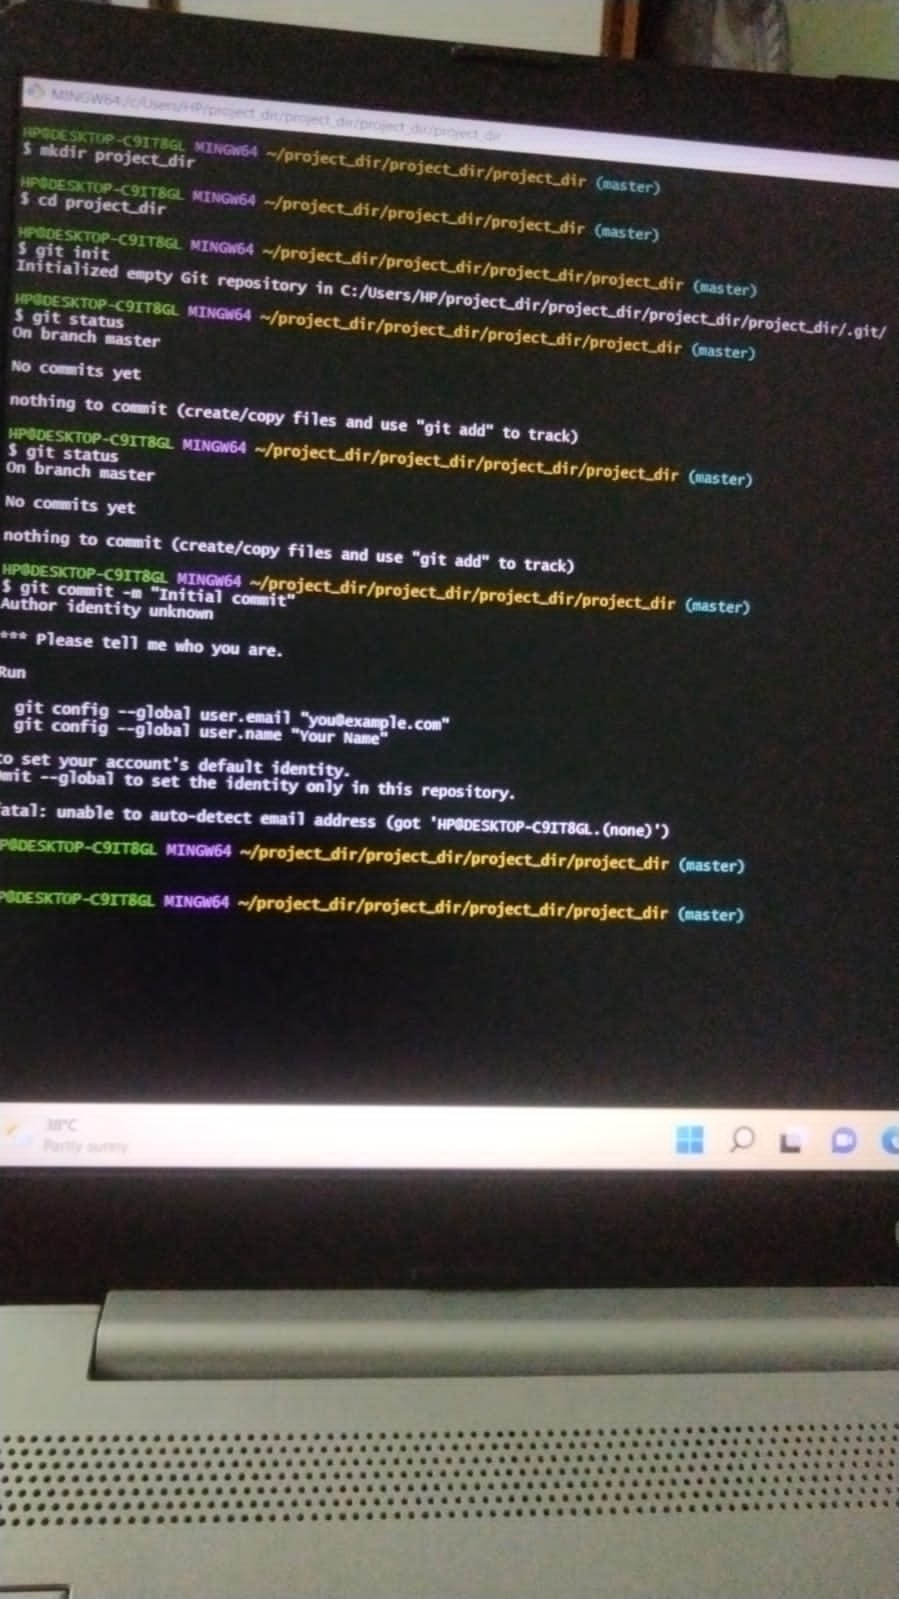 MINGW64:/c/Users/HP/project_dir/project_dir/project_dir/project_dir
HP@DESKTOP-C9IT8GL MINGW64 ~/project_dir/project_dir/project_dir (master)
$ mkdir project_dir
HP@DESKTOP-C9IT8GL MINGW64 ~/project_dir/project_dir/project_dir (master)
$ cd project_dir
HP@DESKTOP-C9IT8GL MINGW64 ~/project_dir/project_dir/project_dir/project_dir (master)
$ git init
Initialized empty Git repository in C:/Users/HP/project_dir/project_dir/project_dir/project_dir/.git/
HP@DESKTOP-C9IT8GL MINGW64 ~/project_dir/project_dir/project_dir/project_dir (master)
$ git status
On branch master
No commits yet
nothing to commit (create/copy files and use "git add" to track)
HP@DESKTOP-C9IT8GL MINGW64 ~/project_dir/project_dir/project_dir/project_dir (master)
$ git status
On branch master
No commits yet
nothing to commit (create/copy files and use "git add" to track)
HP@DESKTOP-C9IT8GL MINGW64 ~/project_dir/project_dir/project_dir/project_dir (master)
$ git commit -m "Initial commit"
Author identity unknown
*** Please tell me who you are.
Run
git config --global user.email "you@example.com"
git config --global user.name "Your Name"
to set your account's default identity.
mit --global to set the identity only in this repository.
atal: unable to auto-detect email address (got 'HP@DESKTOP-C9IT8GL.(none)')
P@DESKTOP-C9IT8GL MINGW64 ~/project_dir/project_dir/project_dir/project_dir (master)
P@DESKTOP-C9IT8GL MINGW64 ~/project_dir/project_dir/project_dir/project_dir (master)
38°C
Partly sunny